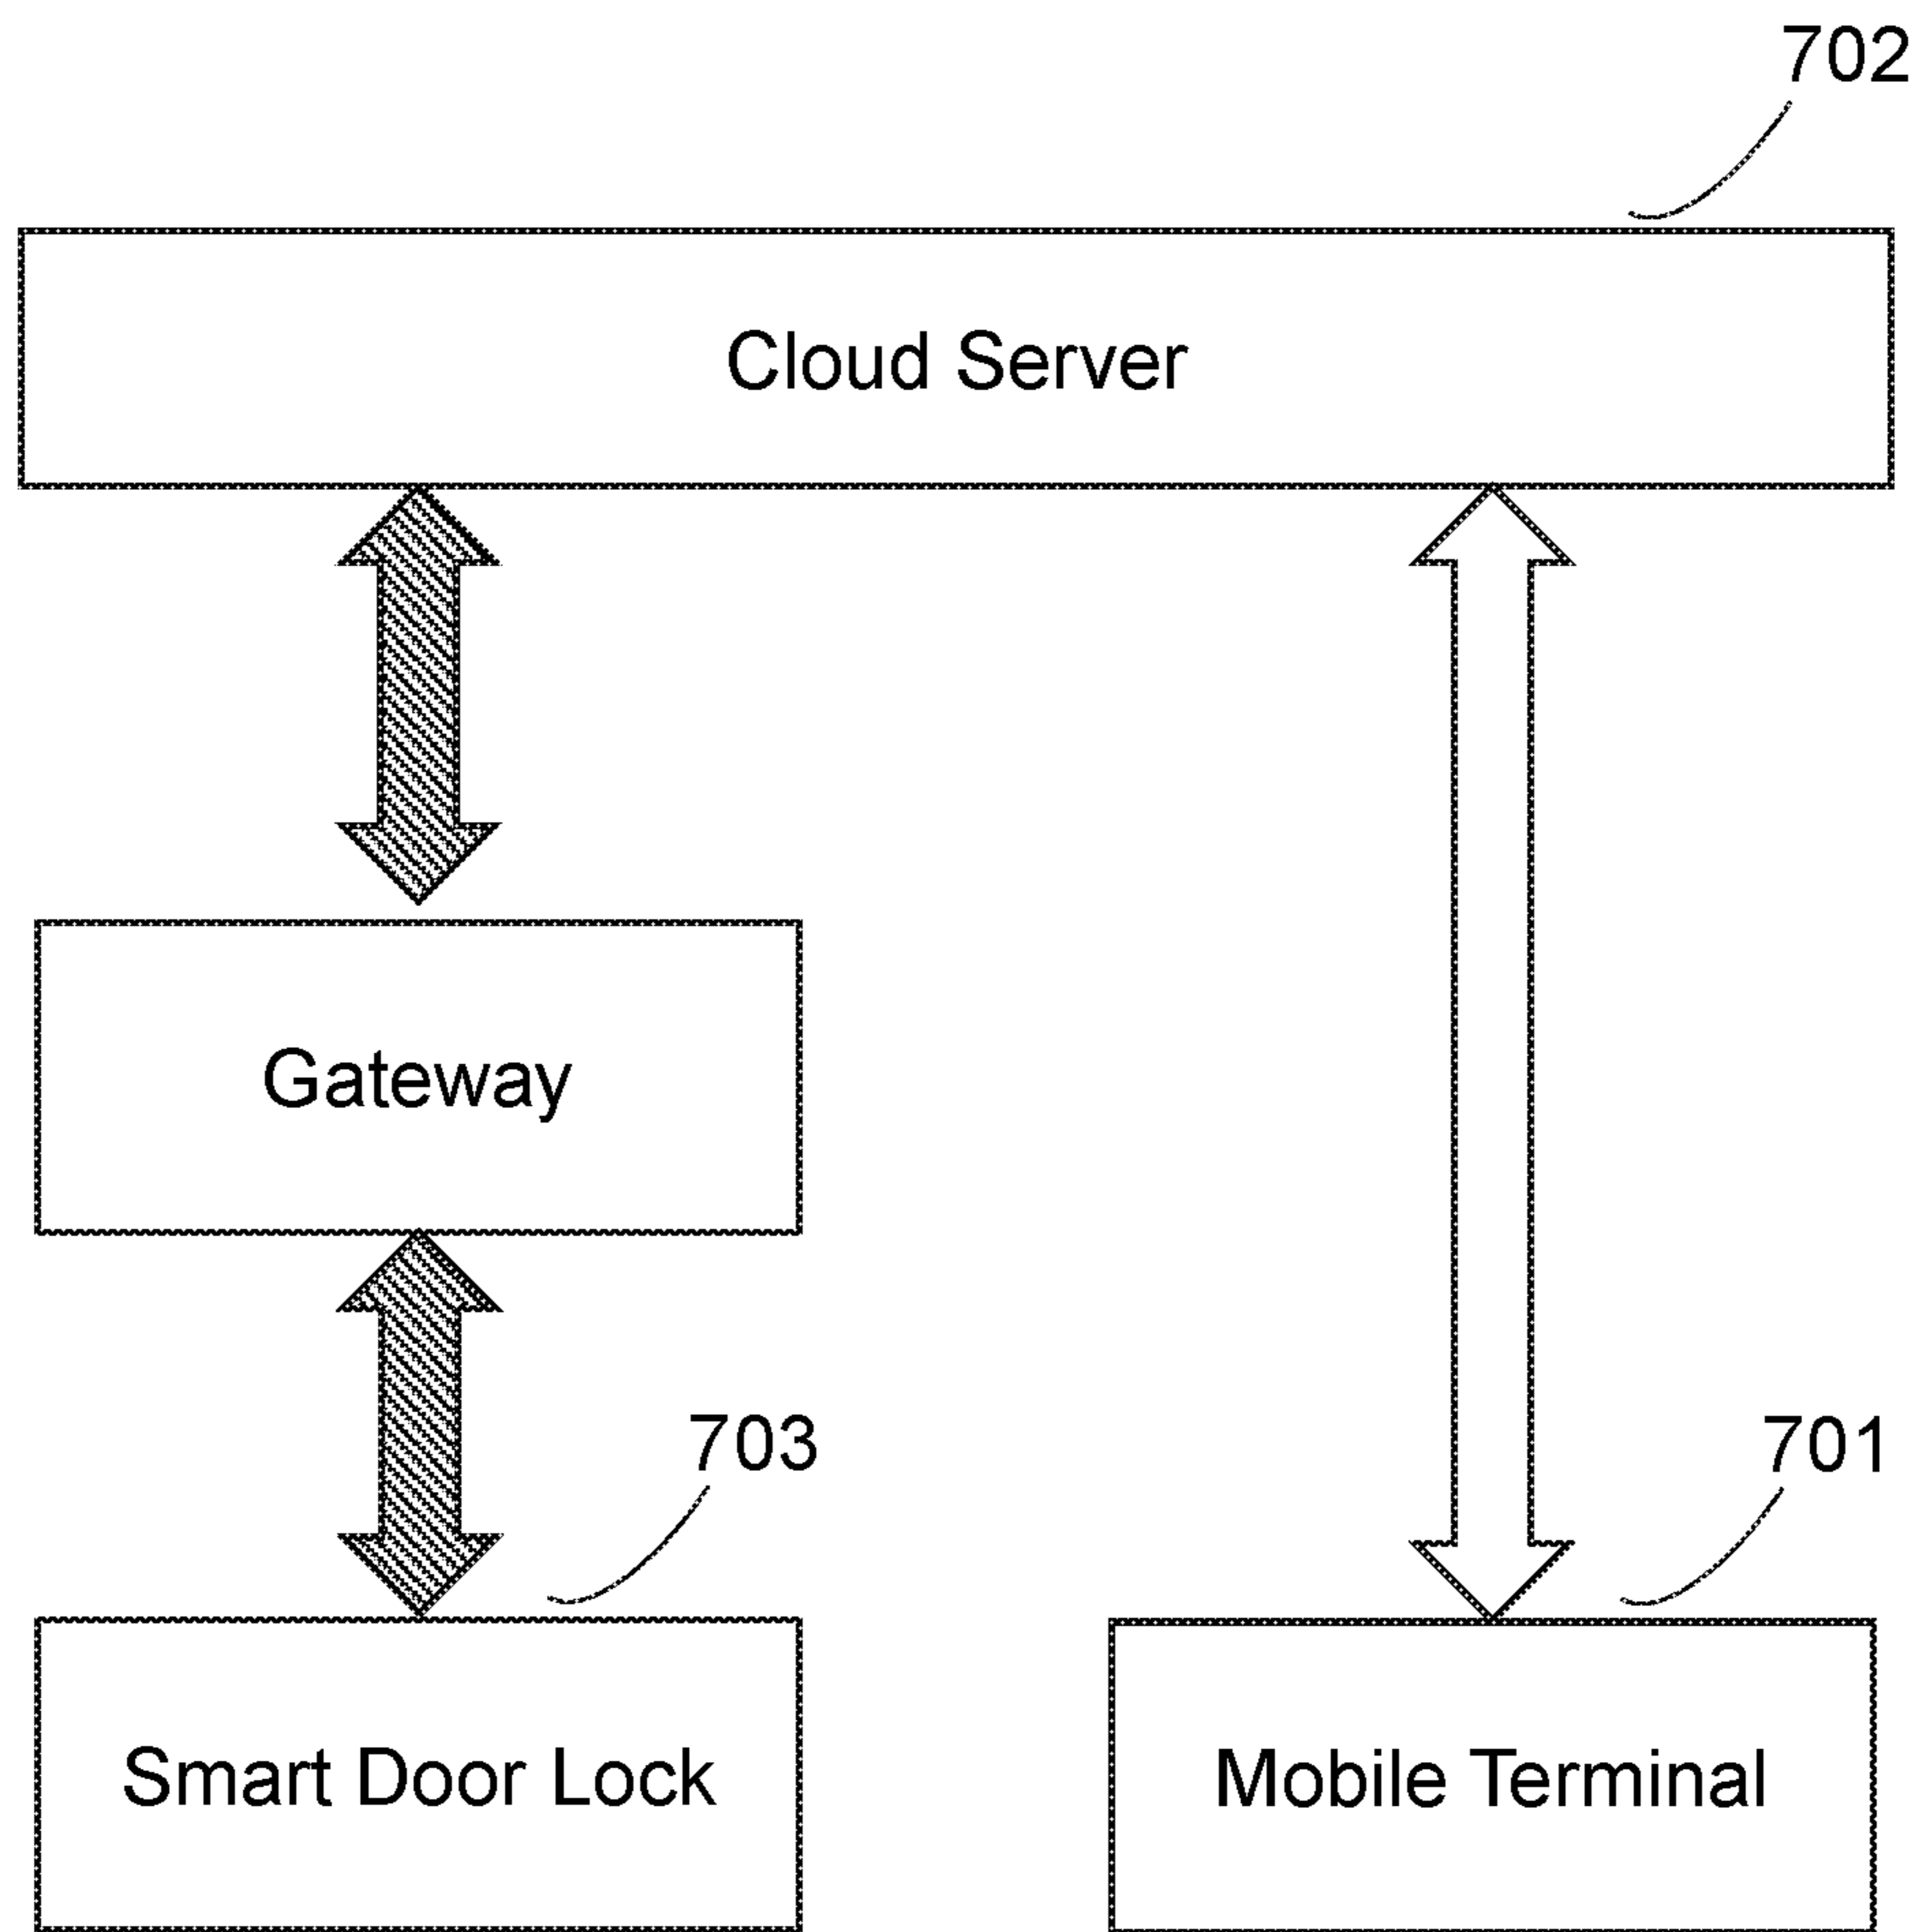 702
Cloud Server
Gateway
703
701
Smart Door Lock
Mobile Terminal